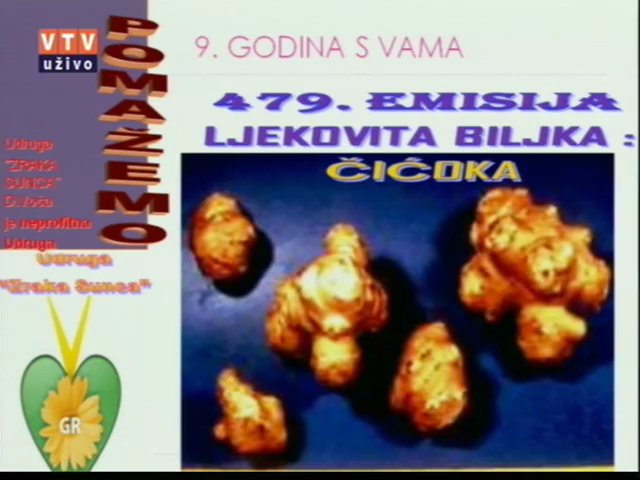 VTV
uživo
POMAŽEMO
9. GODINA S VAMA
479. EMISIJA
LJEKOVITA BILJKA :
ČIĆOKA
Udruga
"ZRAKA
SUNCA"
D.Voća
je neprofitna
Udruga
Udruga
"Zraka Sunca"
GR